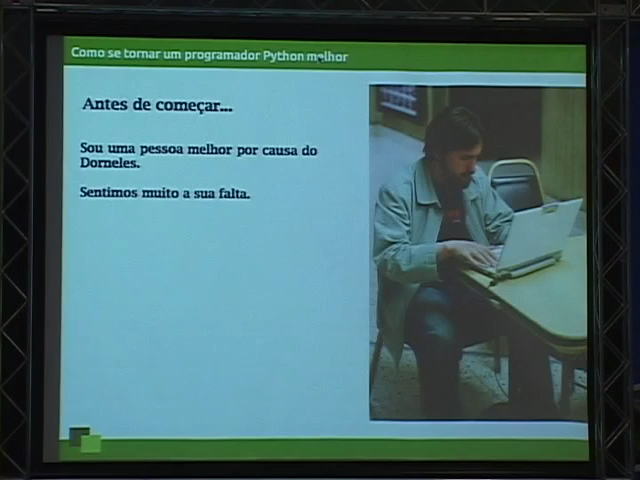 Como se tornar um programador Python melhor
Antes de começar...
Sou uma pessoa melhor por causa do
Dorneles.
Sentimos muito a sua falta.